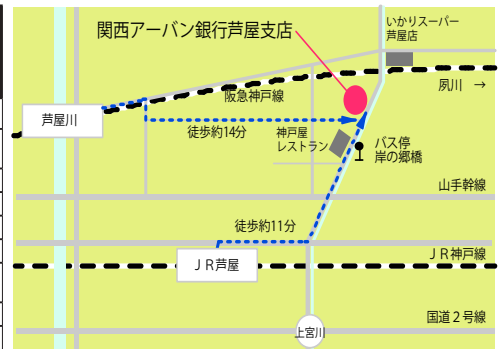 関西アーバン銀行芦屋支店
いかりスーパー
芦屋店
阪急神戸線
夙川 →
芦屋川
徒歩約14分
神戸屋
レストラン
バス停
岸の郷橋
山手幹線
徒歩約11分
JR神戸線
JR芦屋
国道2号線
上宮川